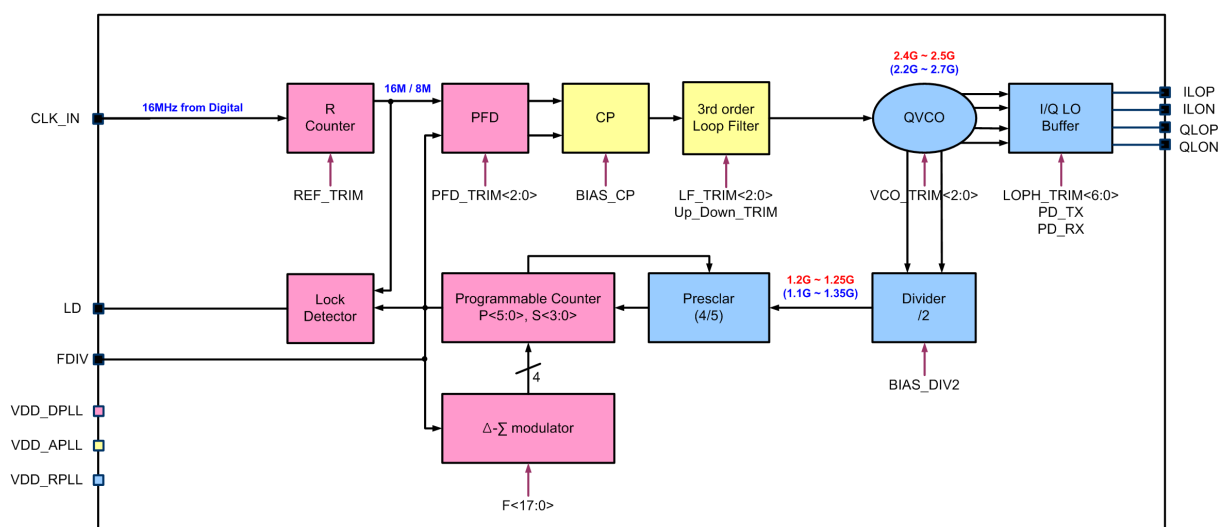 2.4G ~ 2.5G
(2.2G ~ 2.7G)
CLK_IN
16MHz from Digital
R
Counter
16M / 8M
PFD
CP
3rd order
Loop Filter
QVCO
I/Q LO
Buffer
ILOP
ILON
QLOP
QLON
REF_TRIM
PFD_TRIM<2:0>
BIAS_CP
LF_TRIM<2:0>
Up_Down_TRIM
VCO_TRIM<2:0>
LOPH_TRIM<6:0>
PD_TX
PD_RX
LD
Lock
Detector
Programmable Counter
P<5:0>, S<3:0>
Presclar
(4/5)
1.2G ~ 1.25G
(1.1G ~ 1.35G)
Divider
/2
FDIV
4
BIAS_DIV2
VDD_DPLL
Δ-∑ modulator
VDD_APLL
VDD_RPLL
F<17:0>